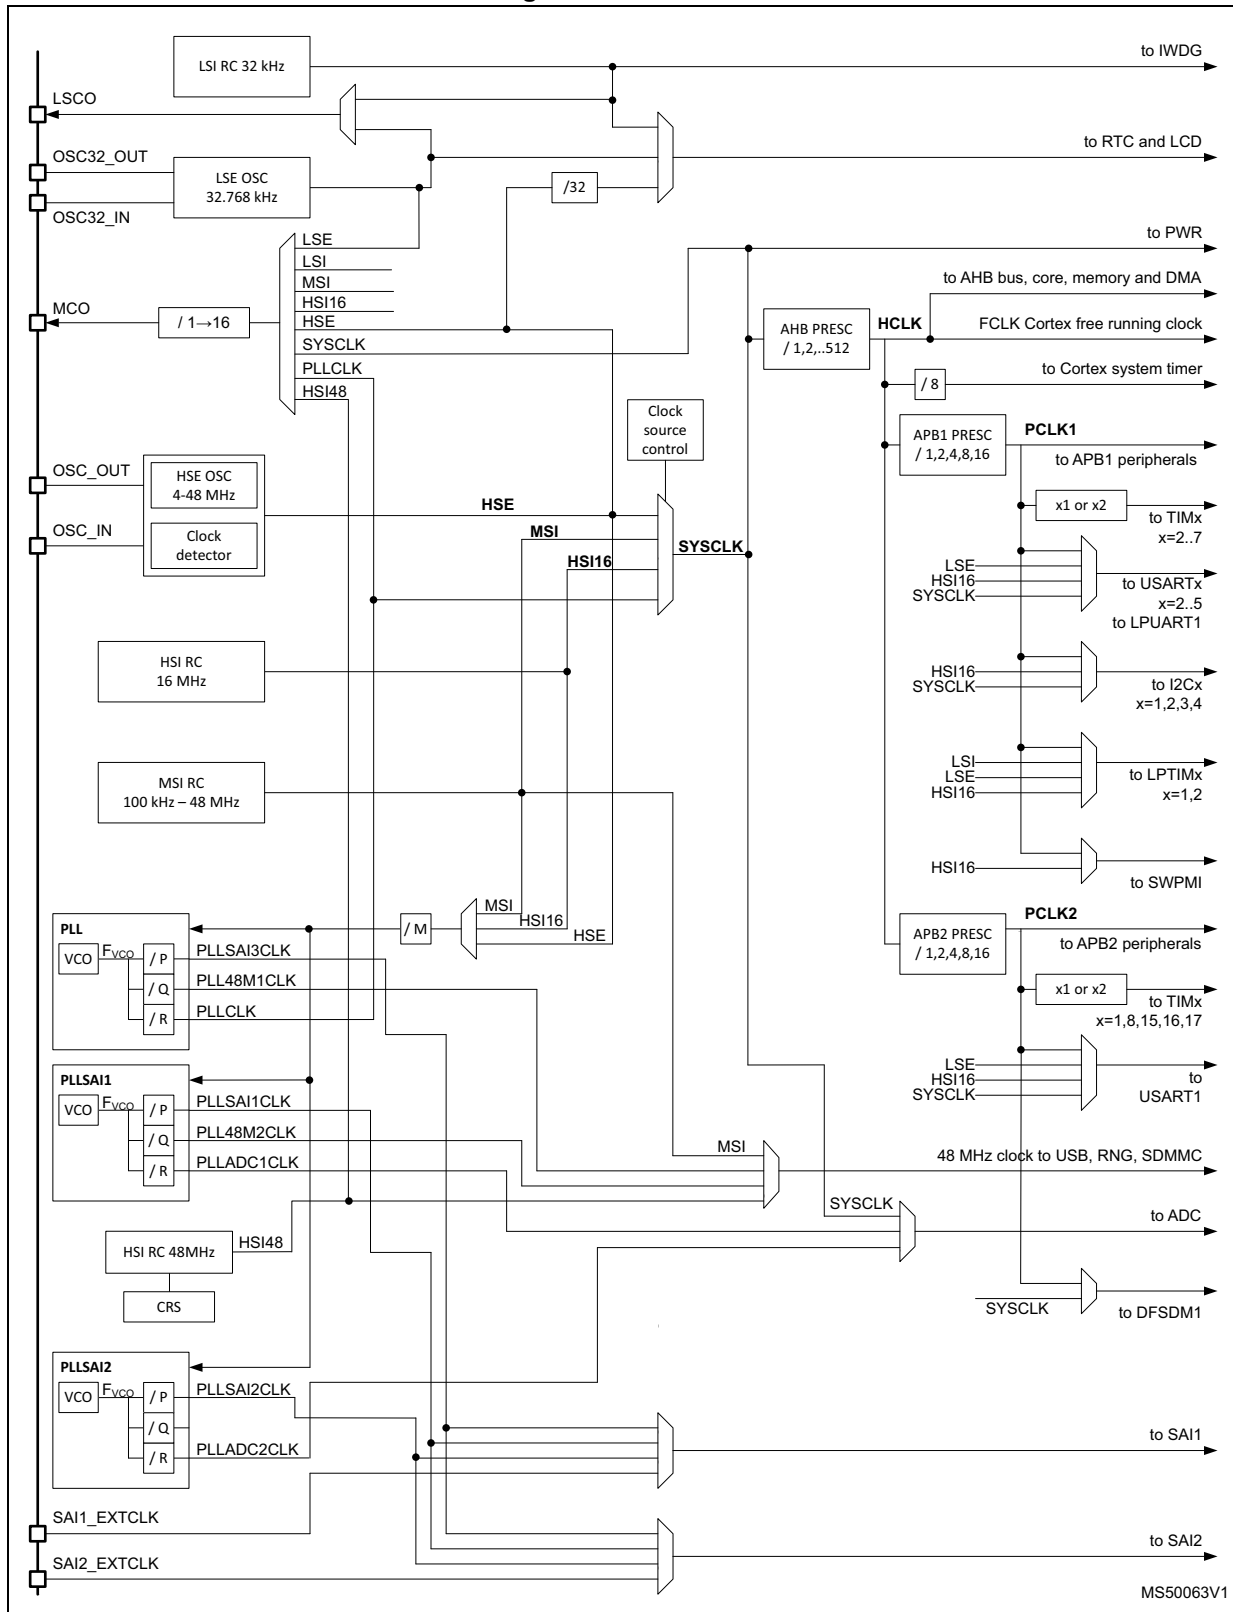 to IWDG
LSI RC 32 kHz
LSCO
to RTC and LCD
OSC32_OUT
LSE OSC
32.768 kHz
/32
OSC32_IN
LSE
LSI
MSI
HSI16
HSE
SYSCLK
PLLCLK
HSI48
to PWR
MCO
/ 1→16
to AHB bus, core, memory and DMA
AHB PRESC
/ 1,2,..512
HCLK
FCLK Cortex free running clock
to Cortex system timer
/ 8
Clock
source
control
APB1 PRESC
/ 1,2,4,8,16
PCLK1
to APB1 peripherals
x1 or x2
to TIMx
x=2..7
OSC_OUT
HSE OSC
4-48 MHz
OSC_IN
Clock
detector
HSE
MSI
HSI16
SYSCLK
LSE
HSI16
SYSCLK
to USARTx
x=2..5
to LPUART1
HSI RC
16 MHz
HSI16
SYSCLK
to I2Cx
x=1,2,3,4
MSI RC
100 kHz – 48 MHz
LSI
LSE
HSI16
to LPTIMx
x=1,2
HSI16
to SWPMI
MSI
HSI16
HSE
/ M
PLL
VCO
FVCO
/ P
PLLSAI3CLK
/ Q
PLL48M1CLK
/ R
PLLCLK
APB2 PRESC
/ 1,2,4,8,16
PCLK2
to APB2 peripherals
x1 or x2
to TIMx
x=1,8,15,16,17
LSE
HSI16
SYSCLK
to
USART1
PLLSAI1
VCO
FVCO
/ P
PLLSAI1CLK
/ Q
PLL48M2CLK
/ R
PLLADC1CLK
MSI
48 MHz clock to USB, RNG, SDMMC
SYSCLK
to ADC
HSI RC 48MHz
HSI48
CRS
SYSCLK
to DFSDM1
PLLSAI2
VCO
FVCO
/ P
PLLSAI2CLK
/ Q
/ R
PLLADC2CLK
to SAI1
SAI1_EXTCLK
to SAI2
SAI2_EXTCLK
MS50063V1